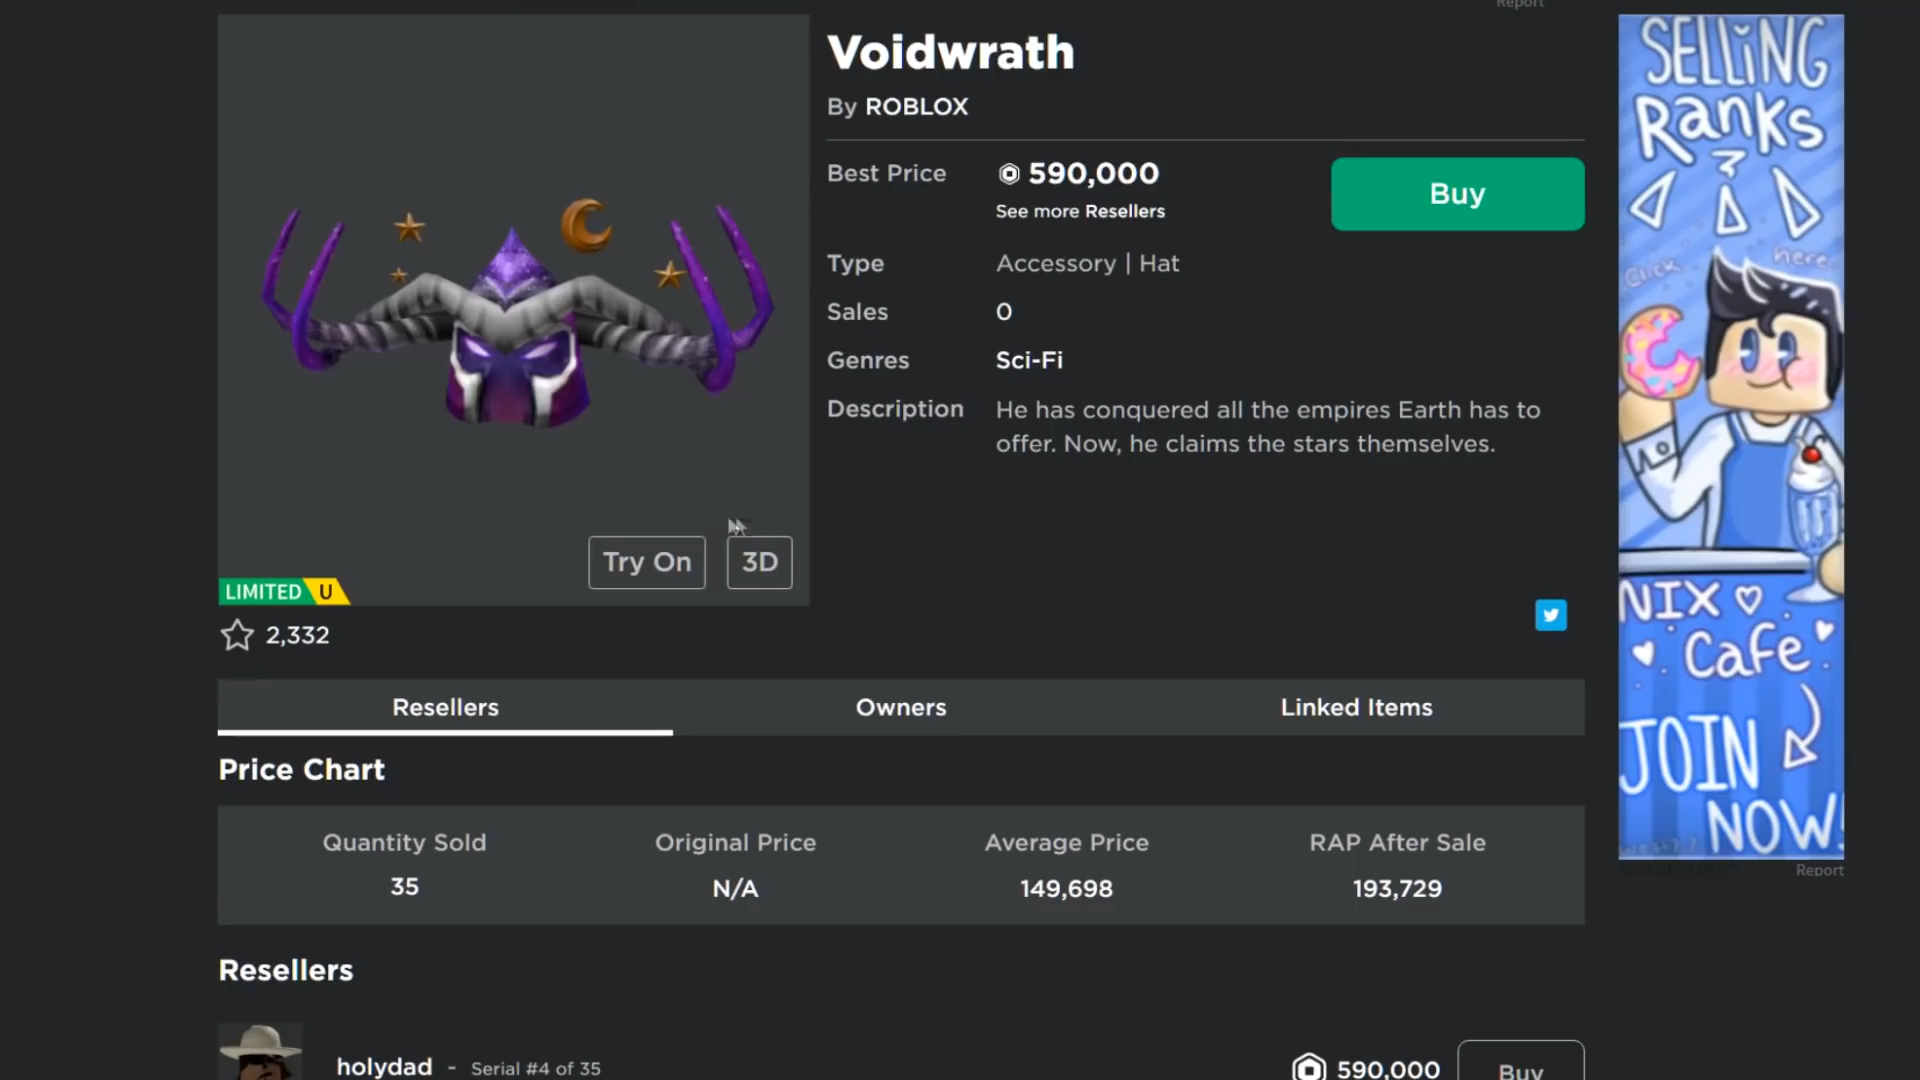 Report
Voidwrath
By ROBLOX
Best Price 590,000
Buy
See more Resellers
Type Accessory | Hat
Sales 0
Genres Sci-Fi
Description He has conquered all the empires Earth has to
offer. Now, he claims the stars themselves.
Try On 3D
LIMITED U
2,332
Resellers Owners Linked Items
Price Chart
Quantity Sold Original Price Average Price RAP After Sale
35 N/A 149,698 193,729
Resellers
holydad - Serial #4 of 35 590,000 Buy
SELLiNG
Ranks
Click here
NIX
Cafe
JOIN
NOW!
Report